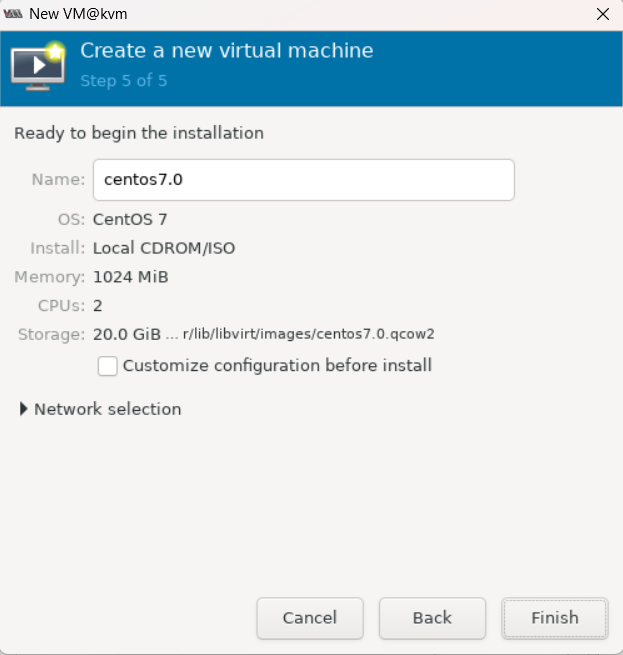 New VM@kvm
Create a new virtual machine
Step 5 of 5
Ready to begin the installation
Name: centos7.0
OS: CentOS 7
Install: Local CDROM/ISO
Memory: 1024 MiB
CPUs: 2
Storage: 20.0 GiB ... r/lib/libvirt/images/centos7.0.qcow2
Customize configuration before install
Network selection
Cancel Back Finish